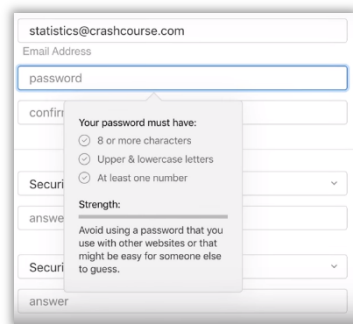 statistics@crashcourse.com
Email Address
password
confir
Your password must have:
8 or more characters
Upper & lowercase letters
At least one number
Strength:
Avoid using a password that you
use with other websites or that
might be easy for someone else
to guess.
Securi
answe
Securi
answer